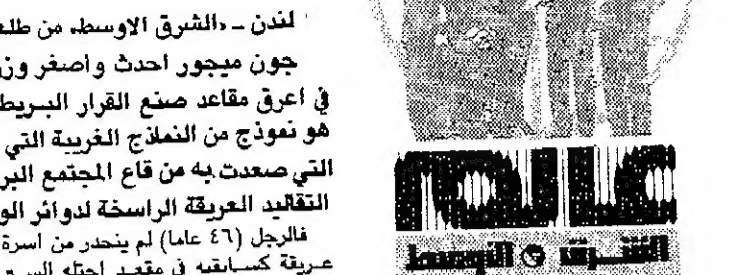 لندن - «الشرق الاوسط» من طلع
جون ميجور احدث واصغر وز
في اعرق مقاعد صنع القرار البريط
هو نموذج من النماذج الغريبة التي
التي صعدت به من قاع المجتمع البر
التقاليد العريقة الراسخة لدوائر الو
فالرجل (٤٦ عاما) لم ينحدر من اسرة
عريقة كسابقيه في مقعد احتله السير
الشرق الاوسط